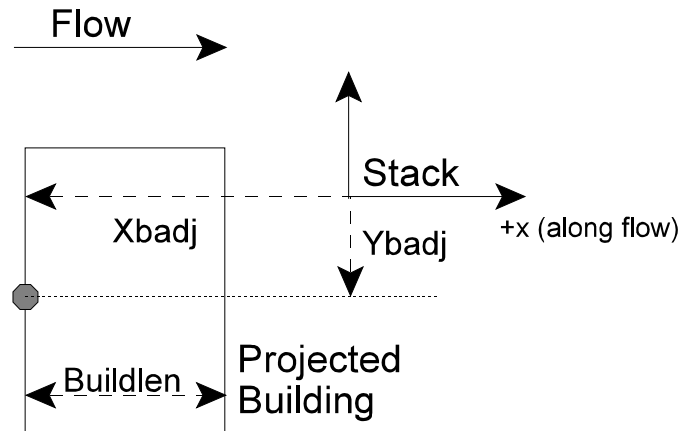 Flow
Stack
Xbadj
Ybadj
+x (along flow)
Buildlen
Projected
Building